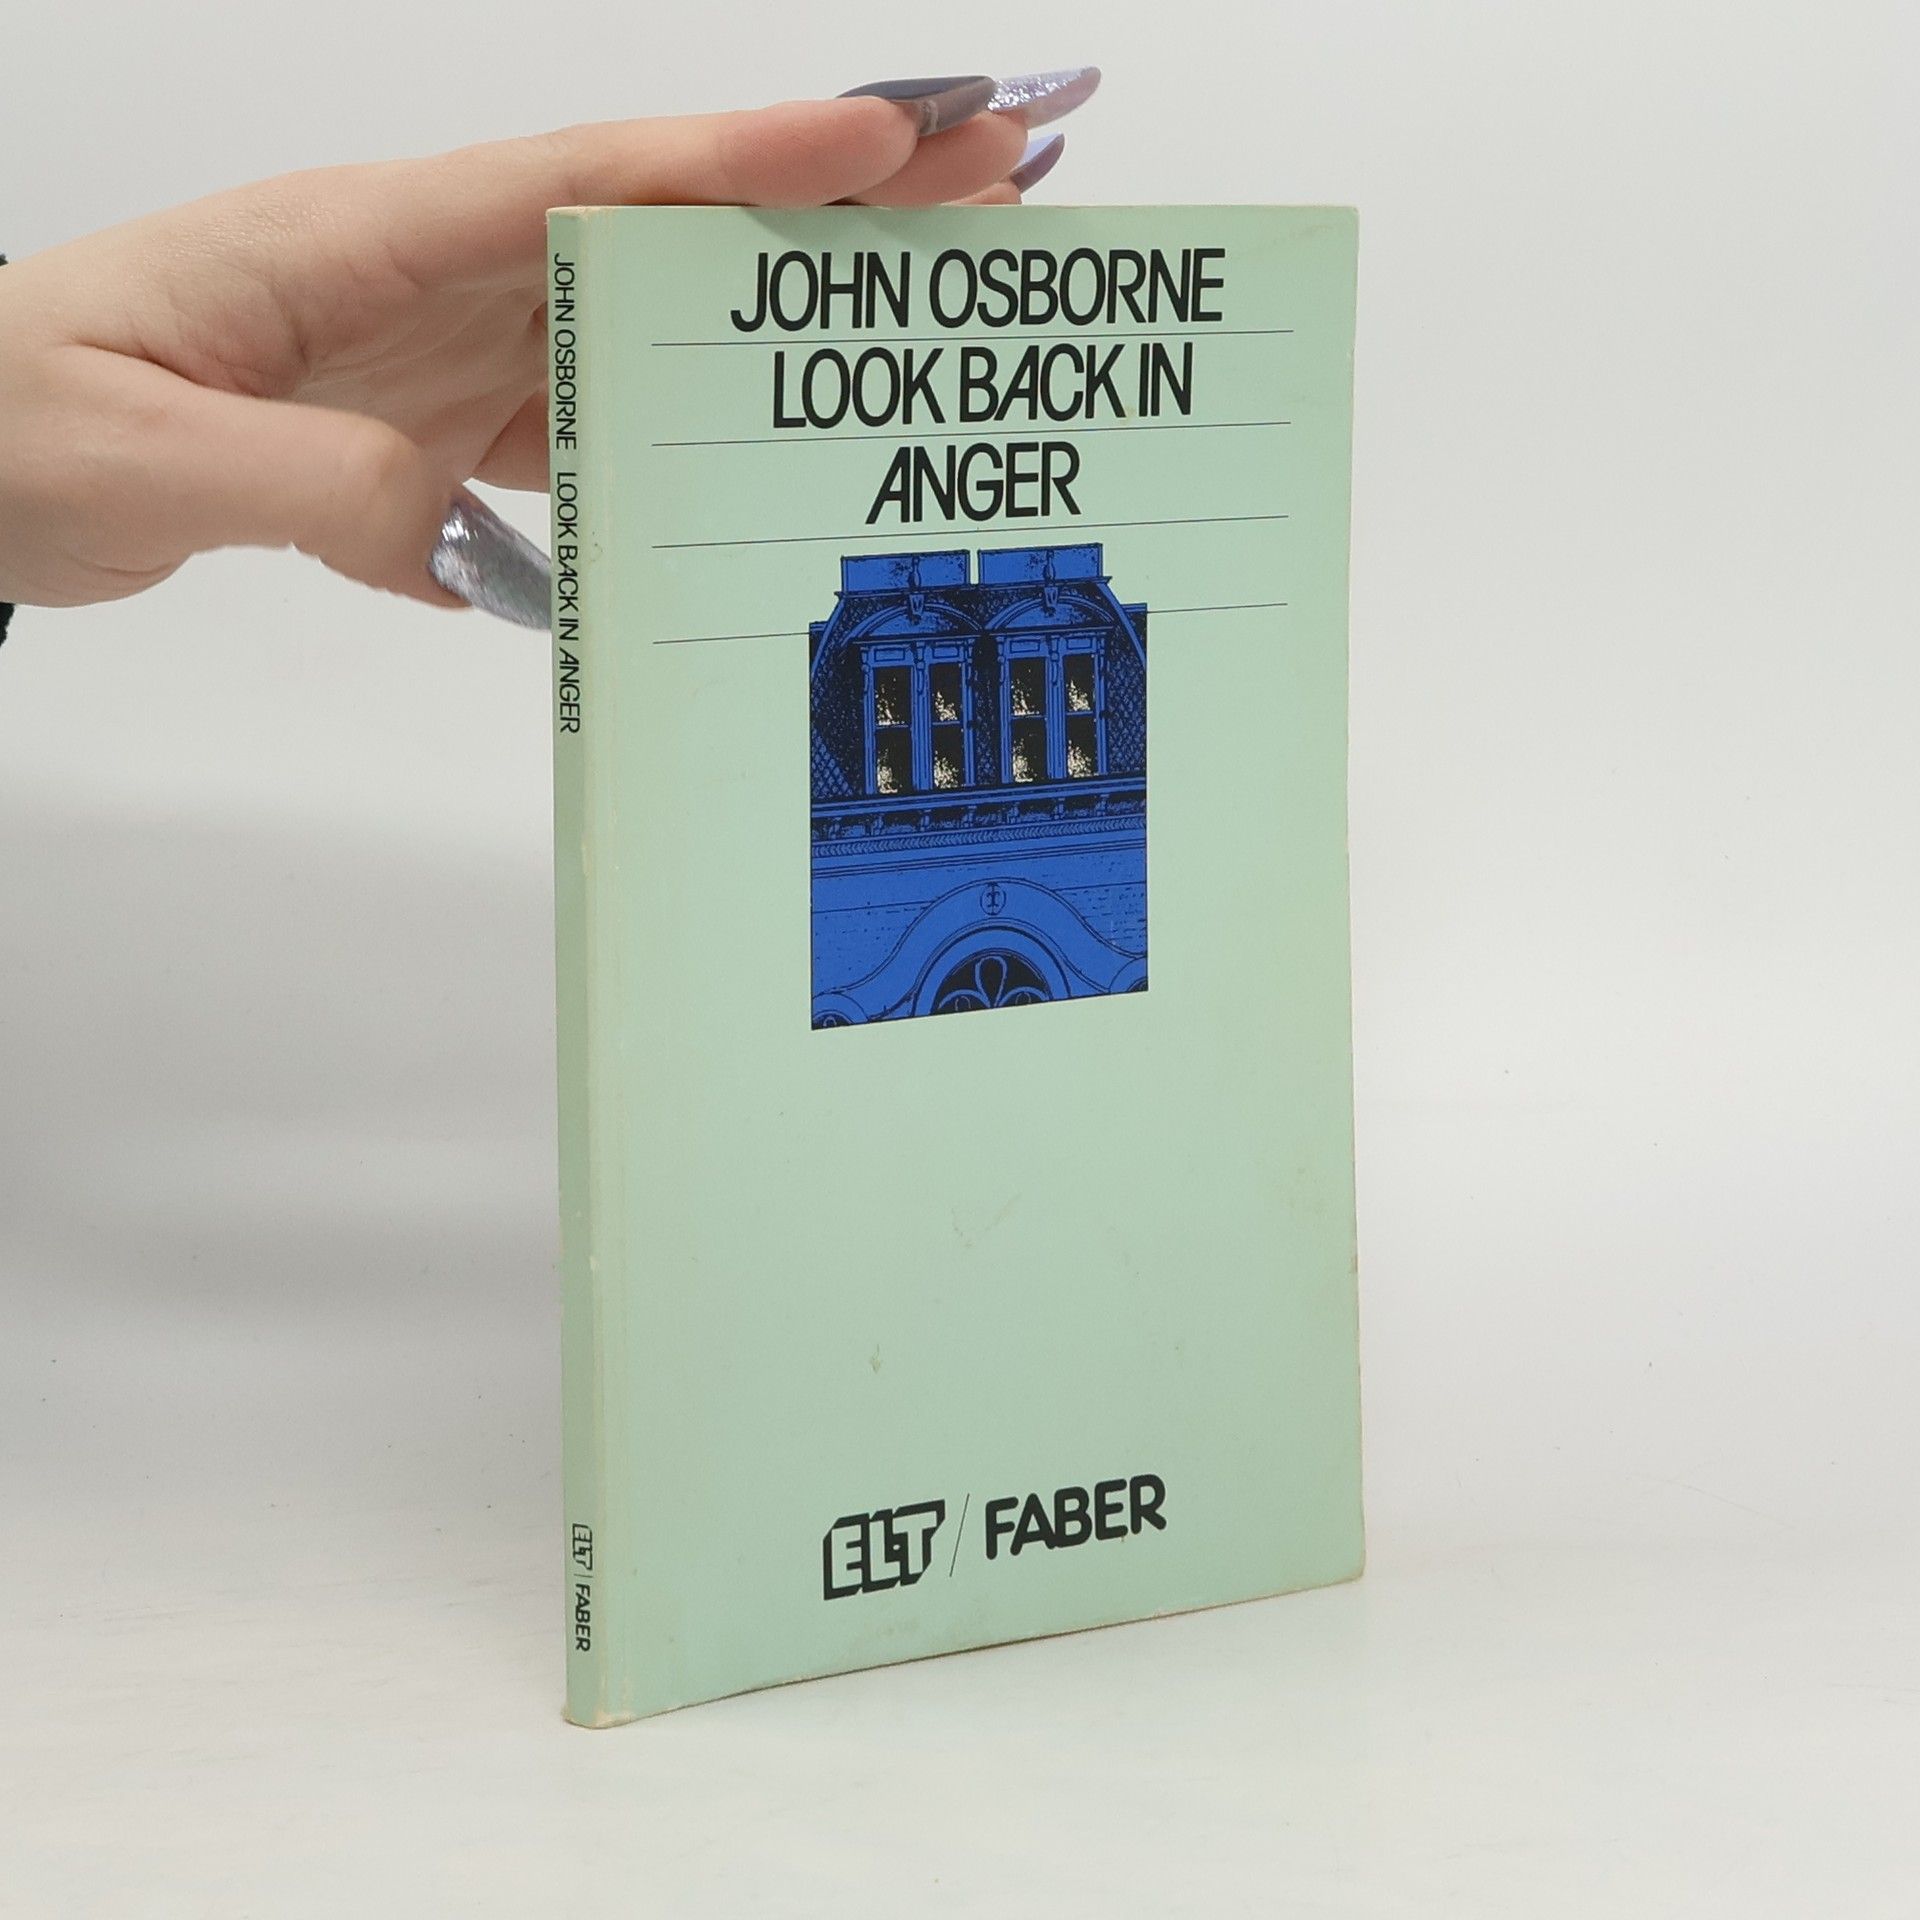 JOHN OSBORNE LOOK BACK IN ANGER
ELT / FABER
JOHN OSBORNE
LOOK BACK IN
ANGER
ELT / FABER